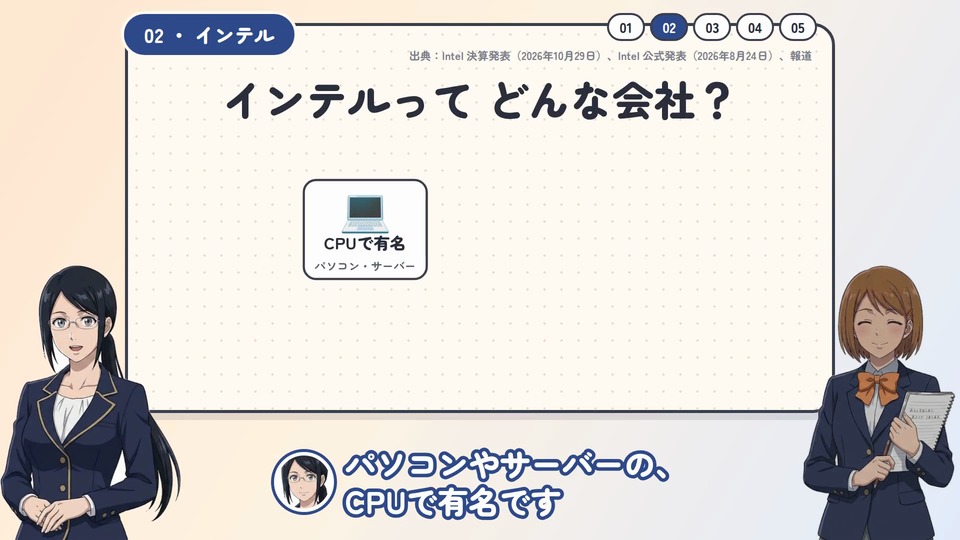 02 ・ インテル
01 02 03 04 05
出典：Intel 決算発表（2026年10月29日）、Intel 公式発表（2026年8月24日）、報道
インテルって どんな会社？
CPUで有名
パソコン・サーバー
パソコンやサーバーの、
CPUで有名です